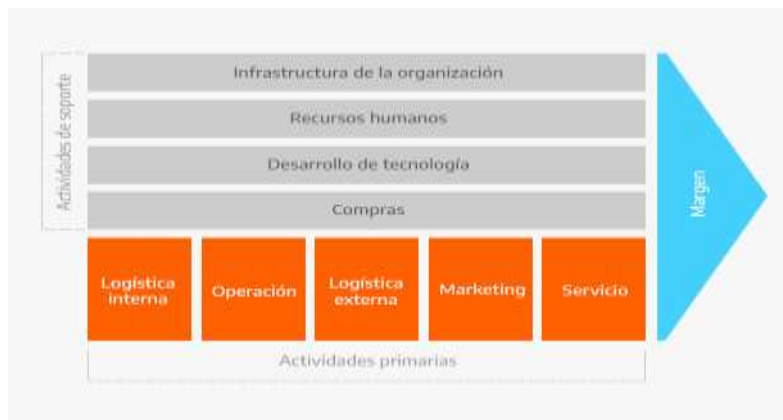 Actividades de soporte
Infrastructura de la organización
Recursos humanos
Desarrollo de tecnología
Compras
Logística
interna
Operación
Logística
externa
Marketing
Servicio
Margen
Actividades primarias